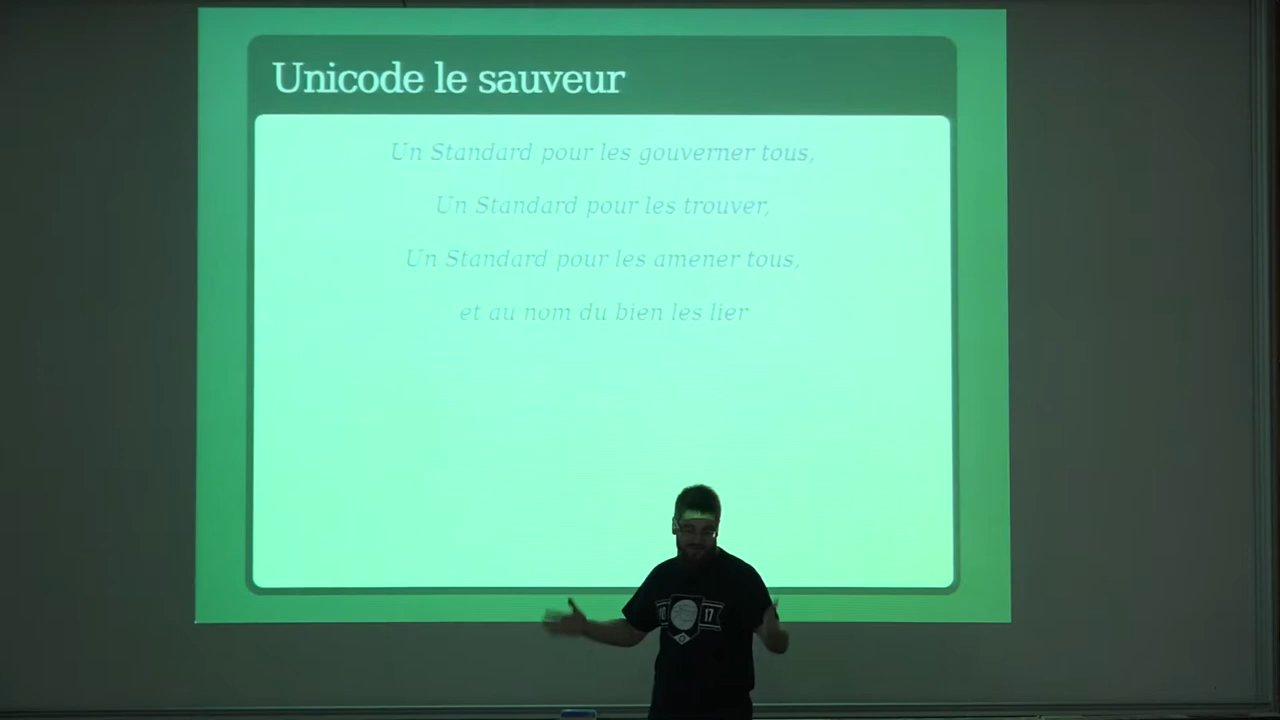 Unicode le sauveur
Un Standard pour les gouverner tous,
Un Standard pour les trouver,
Un Standard pour les amener tous,
et au nom du bien les lier
17